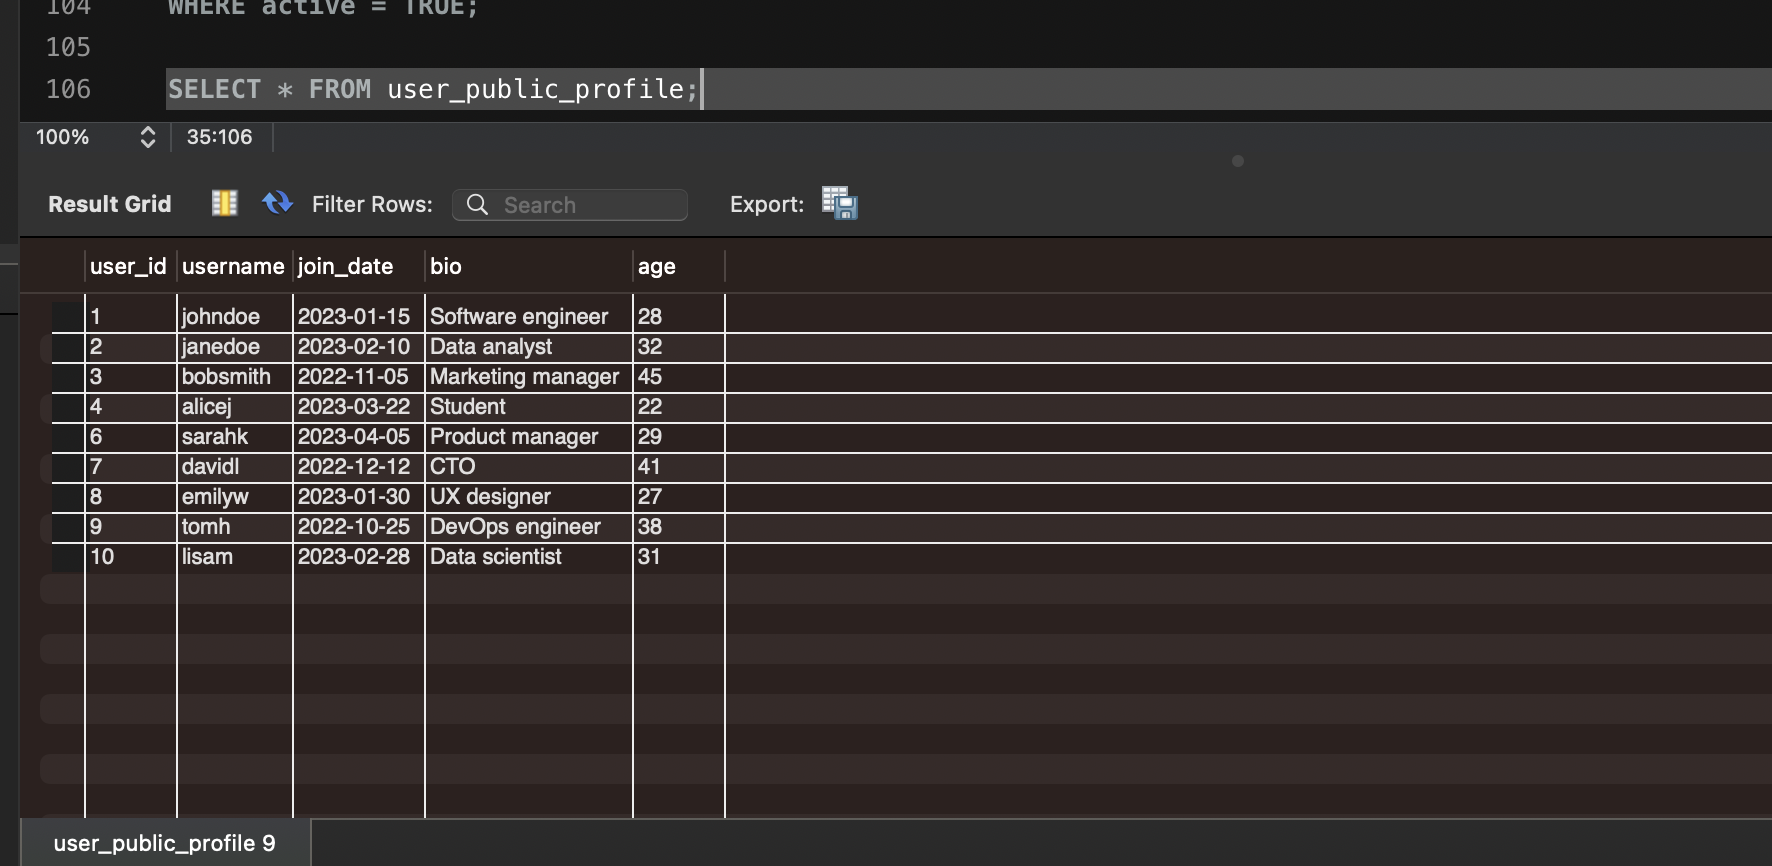 104 WHERE active = TRUE;
105
106 SELECT * FROM user_public_profile;
100% 35:106
Result Grid Filter Rows: Search Export:
user_id username join_date bio age
1 johndoe 2023-01-15 Software engineer 28
2 janedoe 2023-02-10 Data analyst 32
3 bobsmith 2022-11-05 Marketing manager 45
4 alicej 2023-03-22 Student 22
6 sarahk 2023-04-05 Product manager 29
7 davidl 2022-12-12 CTO 41
8 emilyw 2023-01-30 UX designer 27
9 tomh 2022-10-25 DevOps engineer 38
10 lisam 2023-02-28 Data scientist 31
user_public_profile 9